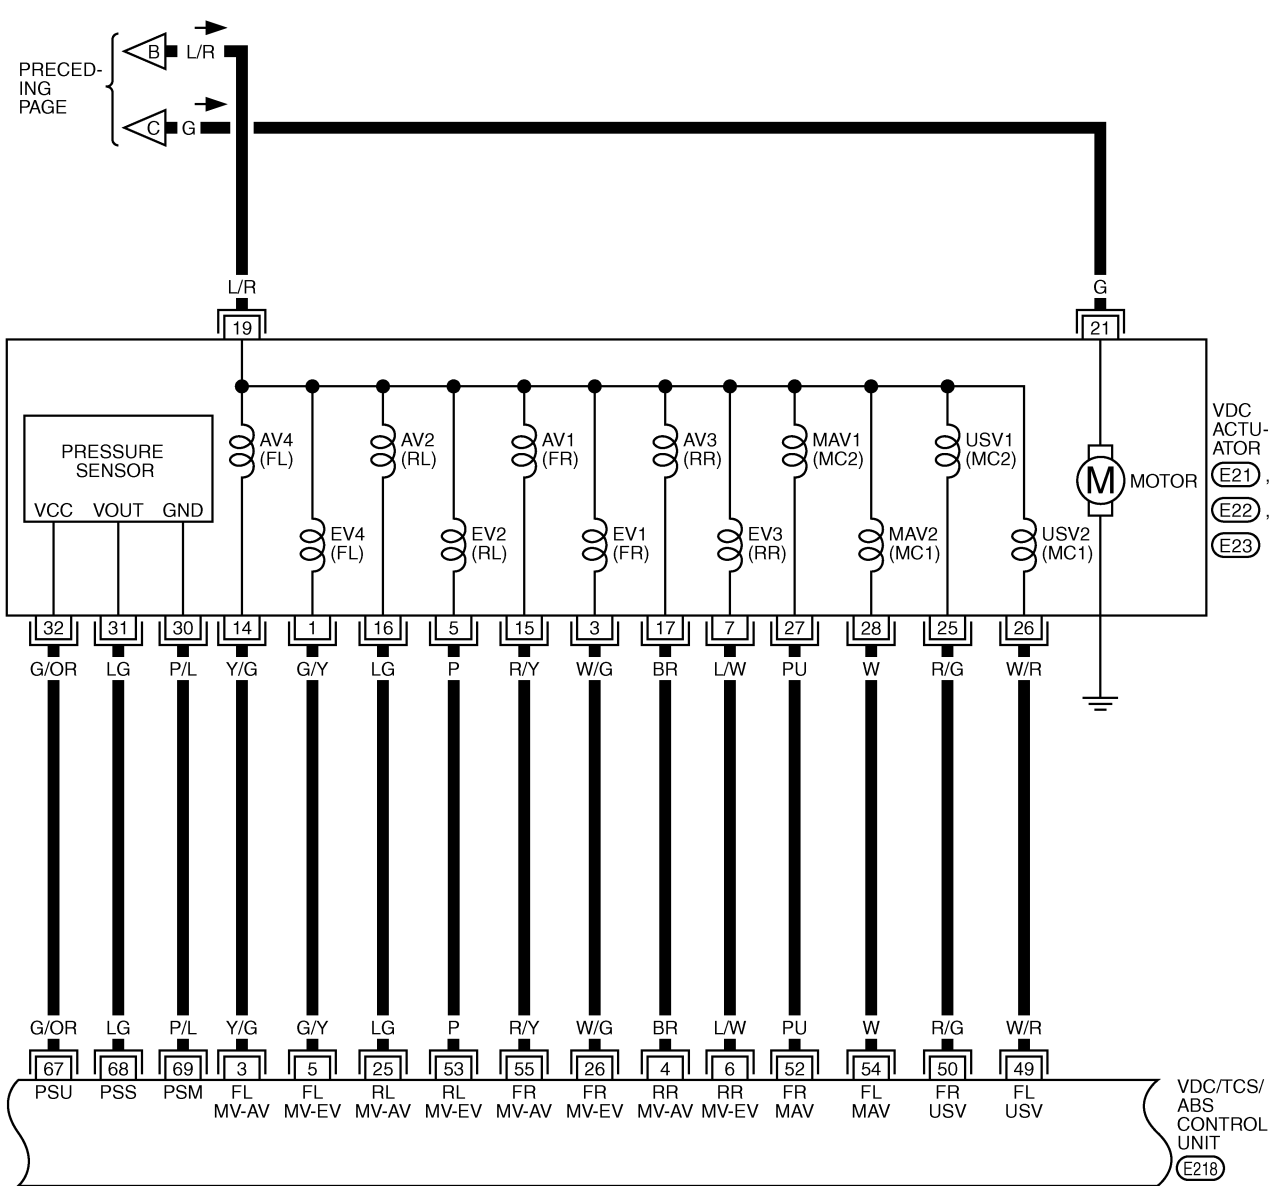 B L/R
PRECED-
ING
PAGE
C G
L/R G
19 21
VDC
ACTU-
ATOR
E21 ,
E22 ,
E23
PRESSURE
SENSOR
VCC VOUT GND
AV4
(FL)
AV2
(RL)
AV1
(FR)
AV3
(RR)
MAV1
(MC2)
USV1
(MC2)
M MOTOR
EV4
(FL)
EV2
(RL)
EV1
(FR)
EV3
(RR)
MAV2
(MC1)
USV2
(MC1)
32 31 30 14 1 16 5 15 3 17 7 27 28 25 26
G/OR LG P/L Y/G G/Y LG P R/Y W/G BR L/W PU W R/G W/R
G/OR LG P/L Y/G G/Y LG P R/Y W/G BR L/W PU W R/G W/R
67 68 69 3 5 25 53 55 26 4 6 52 54 50 49
PSU PSS PSM FL FL RL RL FR FR RR RR FR FL FR FL
MV-AV MV-EV MV-AV MV-EV MV-AV MV-EV MV-AV MV-EV MAV MAV USV USV
VDC/TCS/
ABS
CONTROL
UNIT
E218